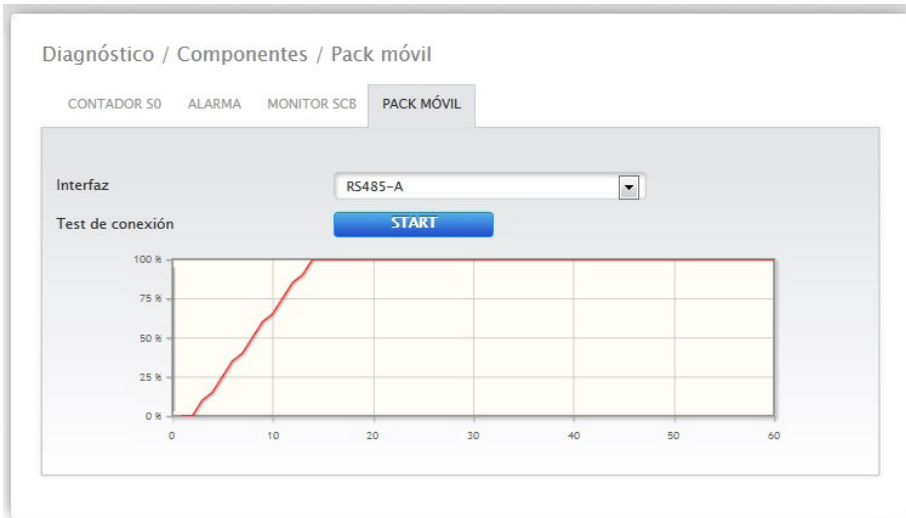 Diagnóstico / Componentes / Pack móvil
CONTADOR S0 ALARMA MONITOR SCB PACK MÓVIL
Interfaz RS485-A
Test de conexión START
100 %
75 %
50 %
25 %
0 %
0 10 20 30 40 50 60